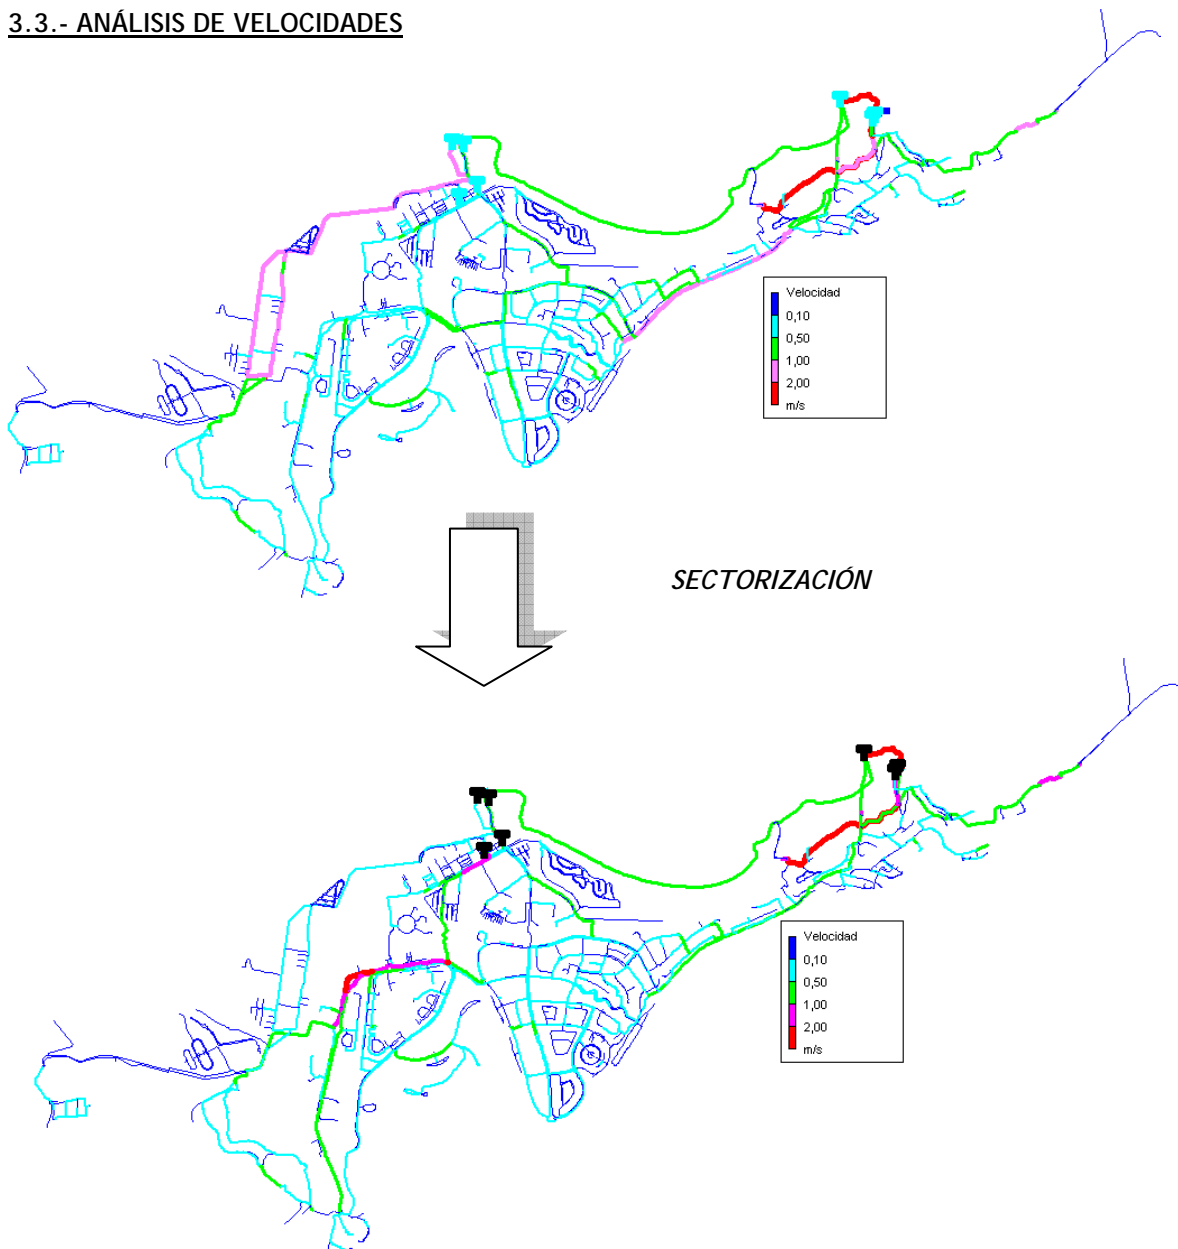 3.3.- ANÁLISIS DE VELOCIDADES
Velocidad
0,10
0,50
1,00
2,00
m/s
SECTORIZACIÓN
Velocidad
0,10
0,50
1,00
2,00
m/s